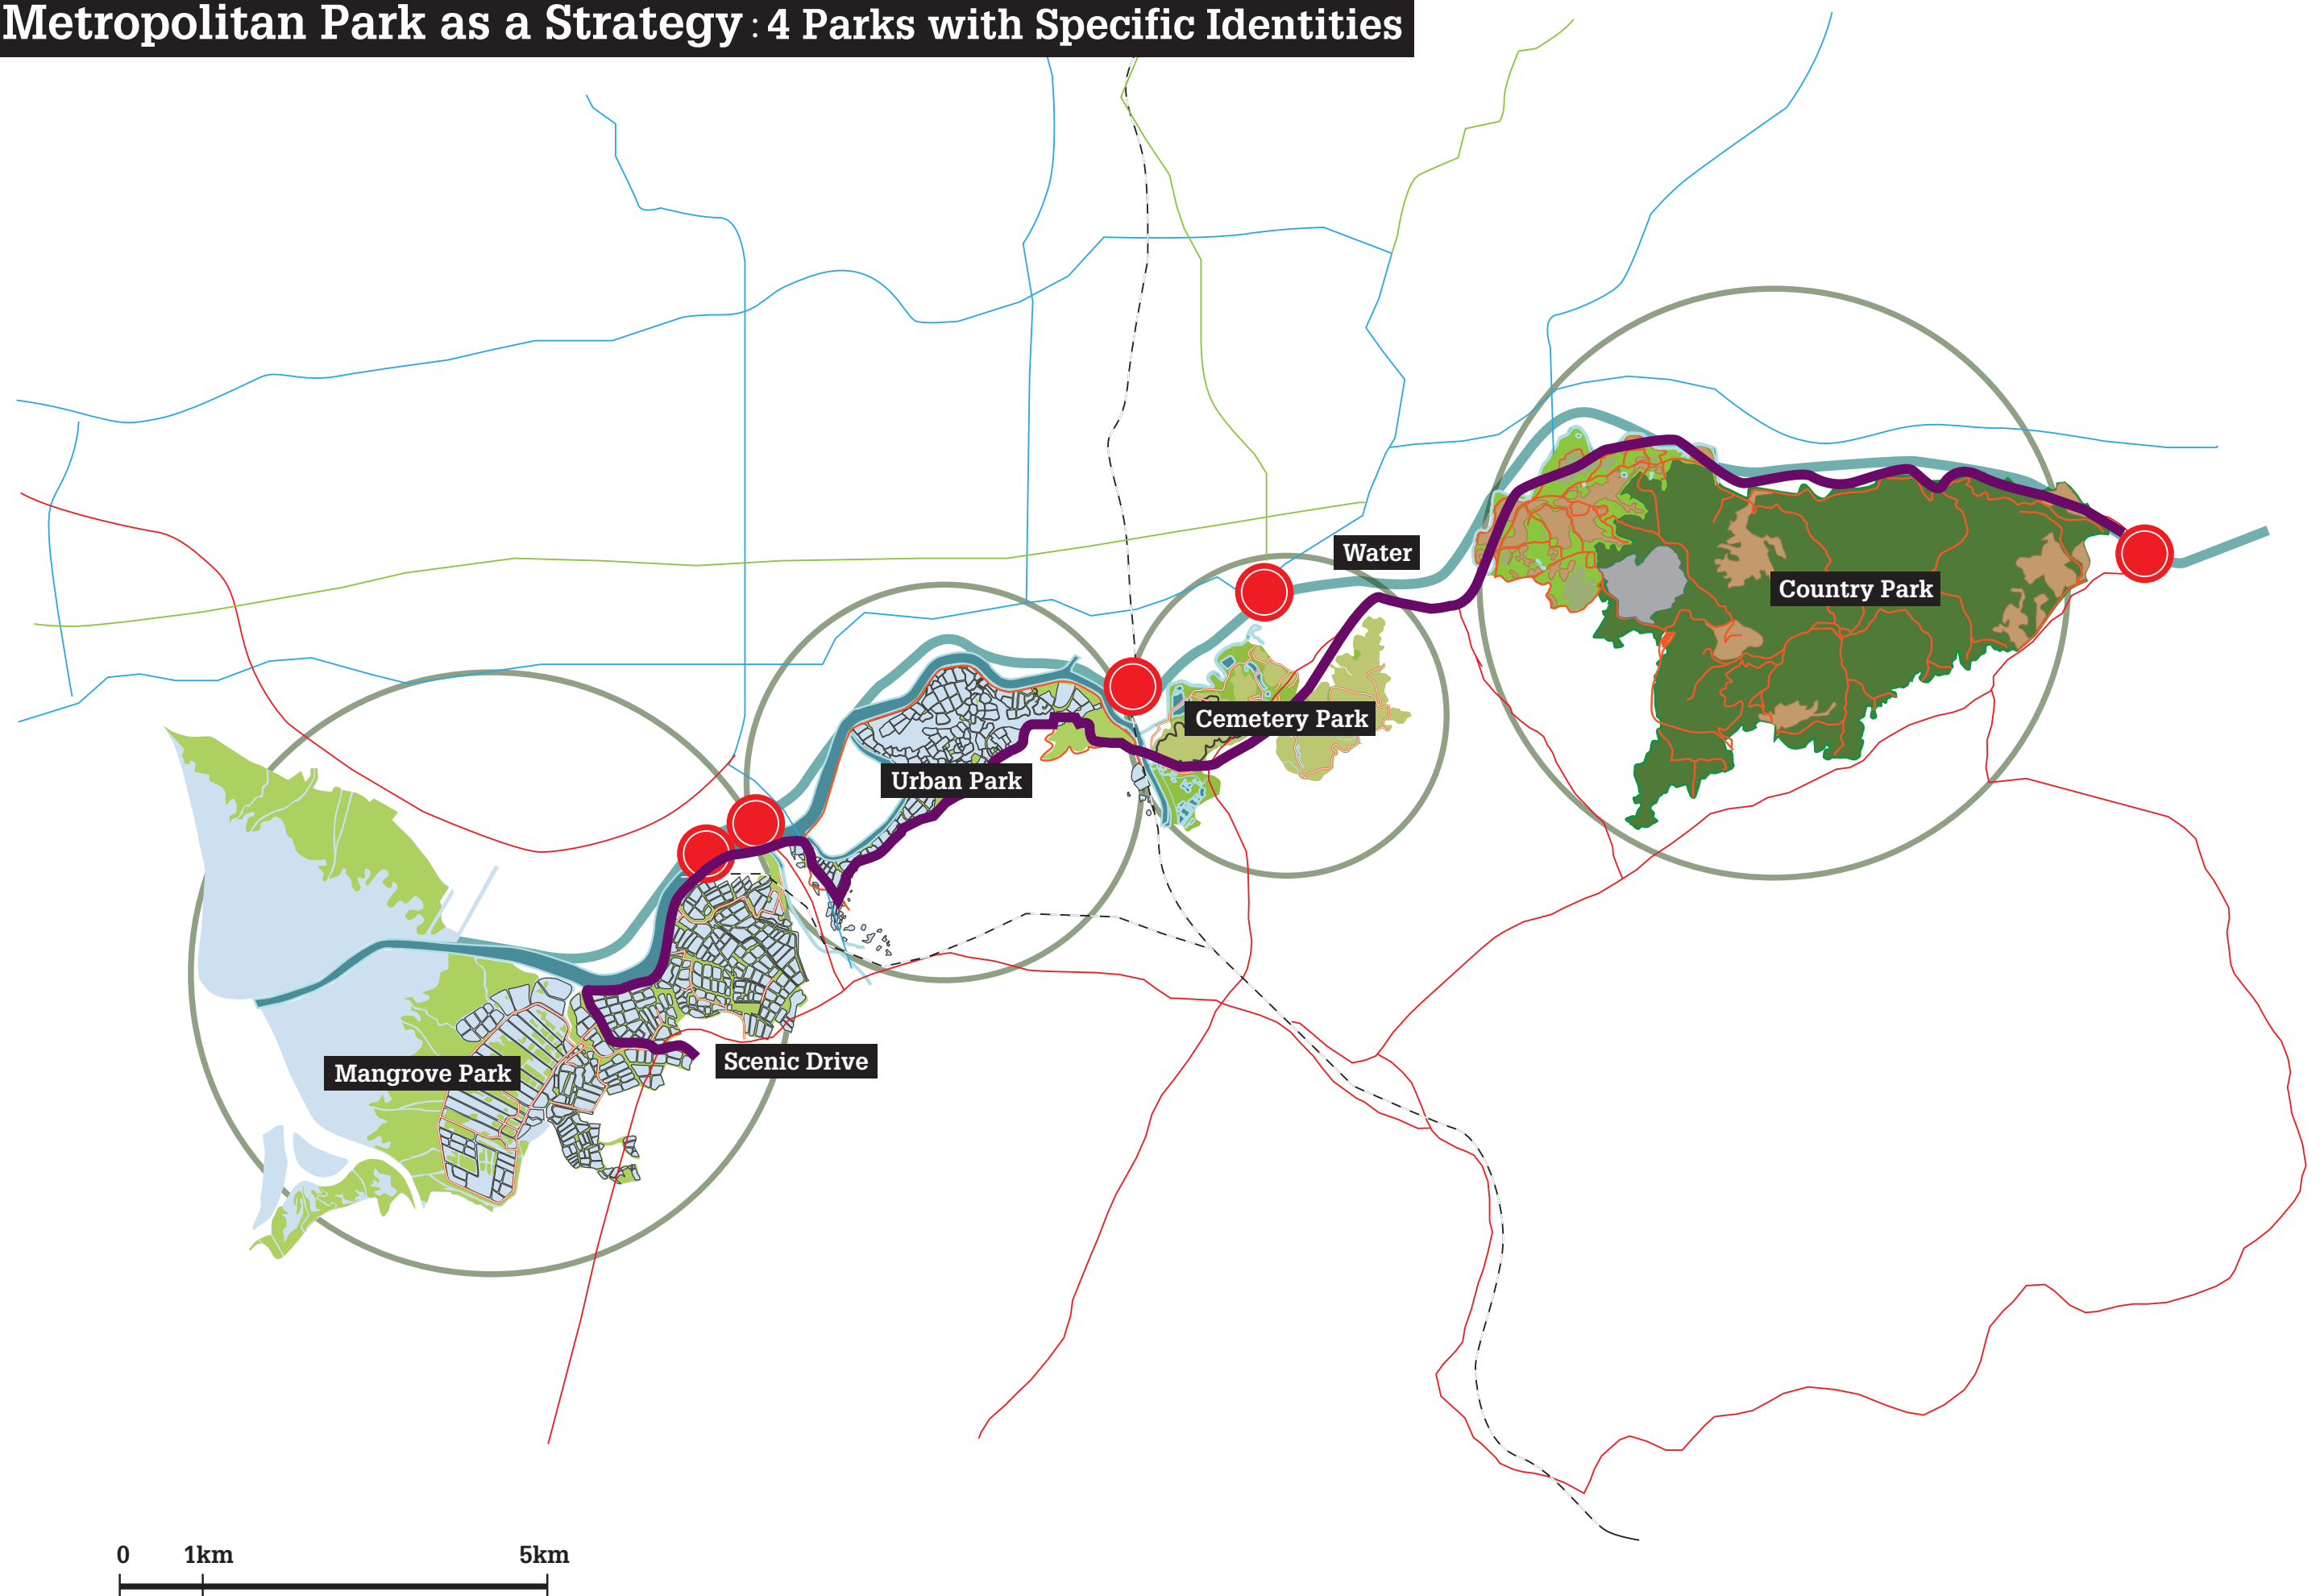 Metropolitan Park as a Strategy : 4 Parks with Specific Identities
Water
Country Park
Cemetery Park
Urban Park
Scenic Drive
Mangrove Park
0 1km 5km